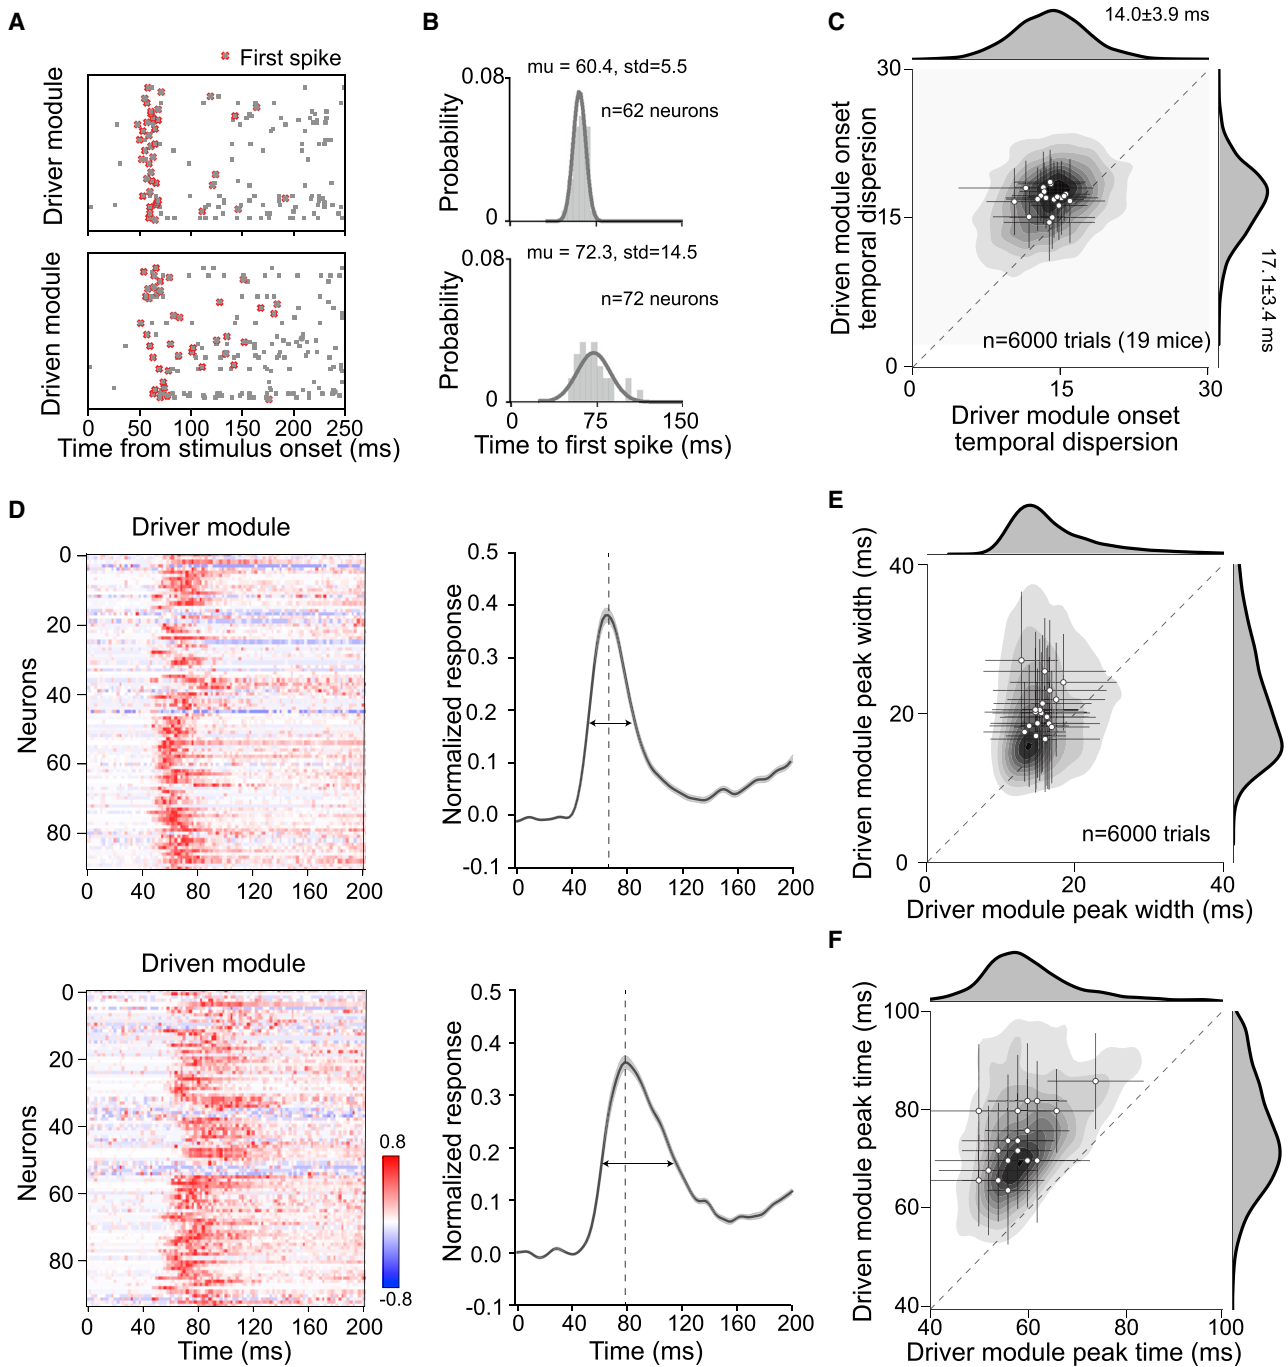 A
First spike
Driver module
Driven module
0
50
100
150
200
250
Time from stimulus onset (ms)
B
mu = 60.4, std=5.5
n=62 neurons
0.08
Probability
0
mu = 72.3, std=14.5
n=72 neurons
0.08
Probability
0
0
75
150
Time to first spike (ms)
C
14.0±3.9 ms
17.1±3.4 ms
30
15
0
Driven module onset
temporal dispersion
n=6000 trials (19 mice)
0
15
30
Driver module onset
temporal dispersion
D
Driver module
0
20
40
60
80
Neurons
0
40
80
120
160
200
0.5
0.4
0.3
0.2
0.1
0.0
-0.1
Normalized response
0
40
80
120
160
200
Driven module
0
20
40
60
80
Neurons
0
40
80
120
160
200
Time (ms)
0.8
-0.8
0.5
0.4
0.3
0.2
0.1
0.0
-0.1
Normalized response
0
40
80
120
160
200
Time (ms)
E
40
20
0
Driven module peak width (ms)
n=6000 trials
0
20
40
Driver module peak width (ms)
F
100
80
60
40
Driven module peak time (ms)
40
60
80
100
Driver module peak time (ms)